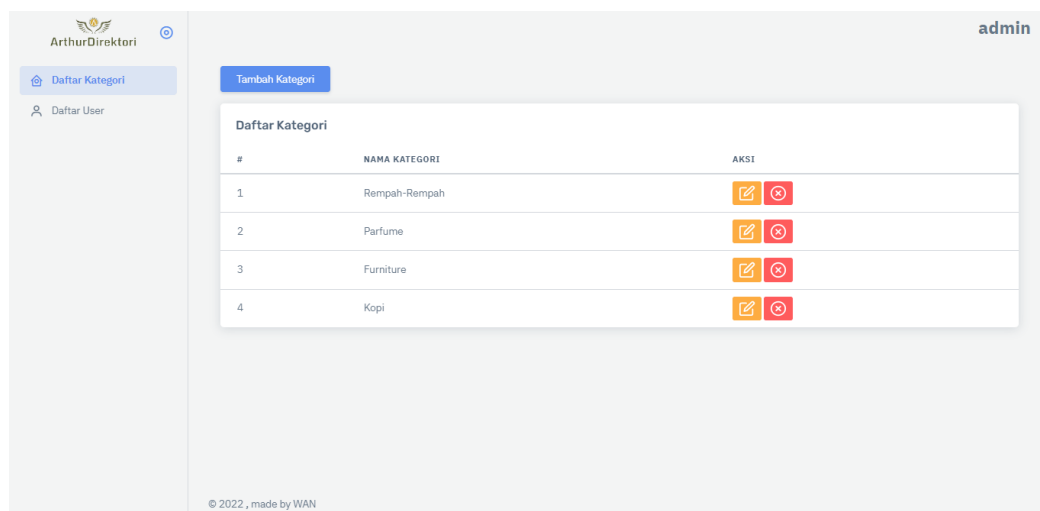 ArthurDirektori
admin
Daftar Kategori
Daftar User
Tambah Kategori
Daftar Kategori
# NAMA KATEGORI AKSI
1 Rempah-Rempah
2 Parfume
3 Furniture
4 Kopi
© 2022 , made by WAN